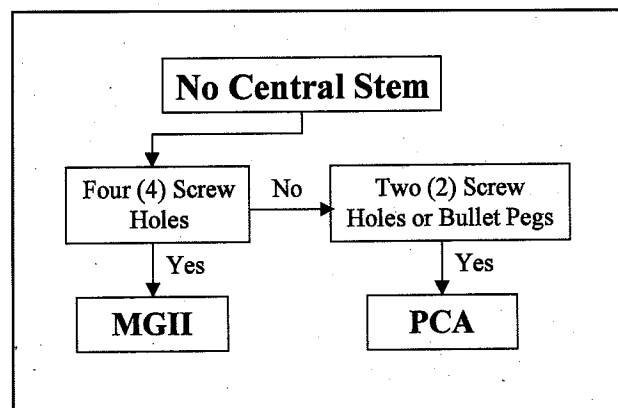 No Central Stem
Four (4) Screw
Holes
No
Two (2) Screw
Holes or Bullet Pegs
Yes
Yes
MGII
PCA